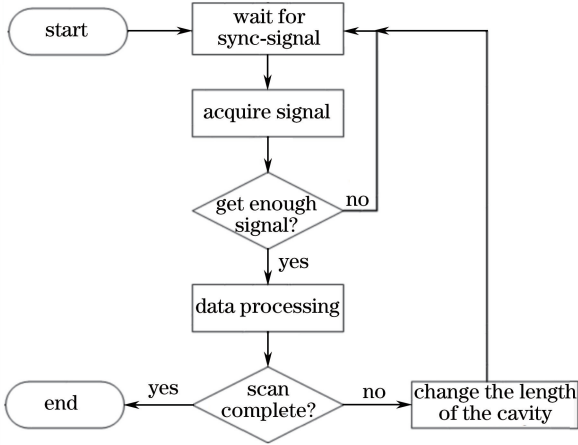 start
wait for
sync-signal
acquire signal
get enough
signal?
no
yes
data processing
scan
complete?
yes
end
no
change the length
of the cavity